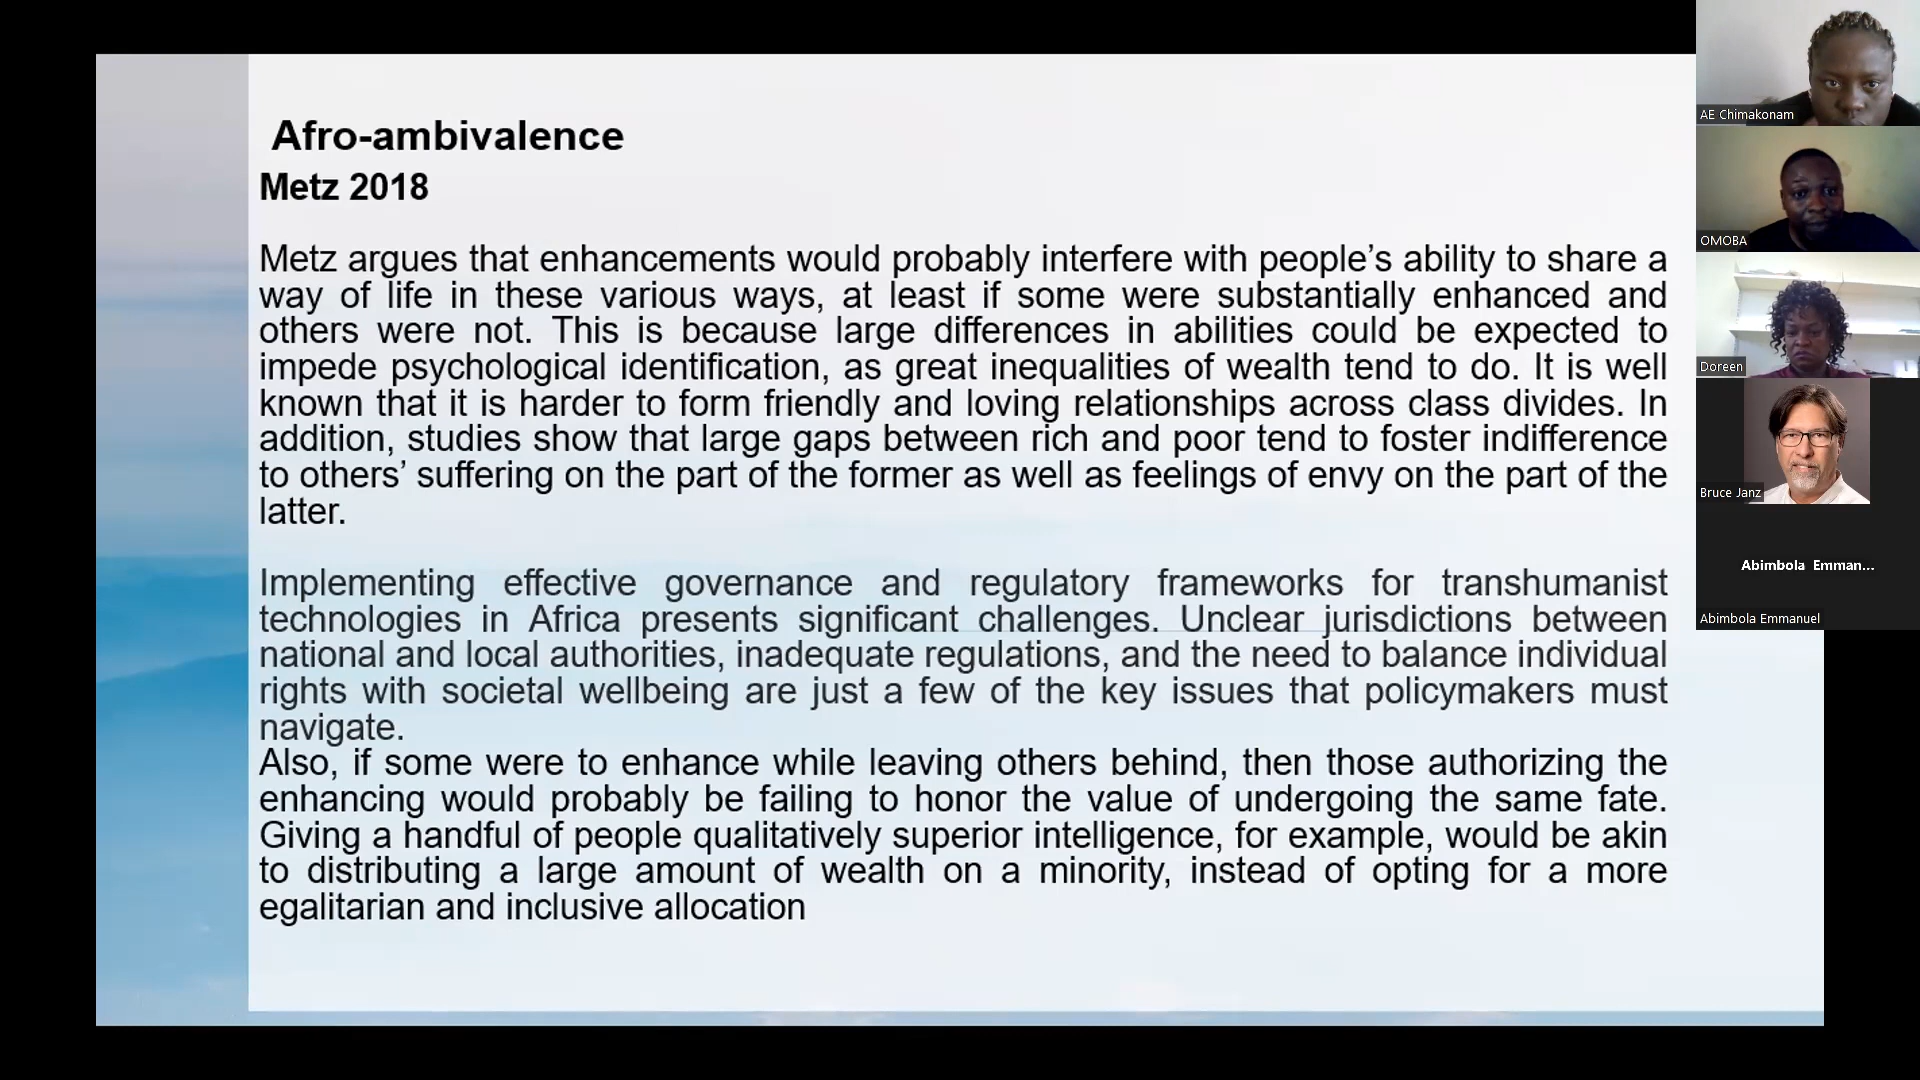 Afro-ambivalence
Metz 2018
Metz argues that enhancements would probably interfere with people’s ability to share a
way of life in these various ways, at least if some were substantially enhanced and
others were not. This is because large differences in abilities could be expected to
impede psychological identification, as great inequalities of wealth tend to do. It is well
known that it is harder to form friendly and loving relationships across class divides. In
addition, studies show that large gaps between rich and poor tend to foster indifference
to others’ suffering on the part of the former as well as feelings of envy on the part of the
latter.
Implementing effective governance and regulatory frameworks for transhumanist
technologies in Africa presents significant challenges. Unclear jurisdictions between
national and local authorities, inadequate regulations, and the need to balance individual
rights with societal wellbeing are just a few of the key issues that policymakers must
navigate.
Also, if some were to enhance while leaving others behind, then those authorizing the
enhancing would probably be failing to honor the value of undergoing the same fate.
Giving a handful of people qualitatively superior intelligence, for example, would be akin
to distributing a large amount of wealth on a minority, instead of opting for a more
egalitarian and inclusive allocation
AE Chimakonam
OMOBA
Doreen
Bruce Janz
Abimbola Emman...
Abimbola Emmanuel